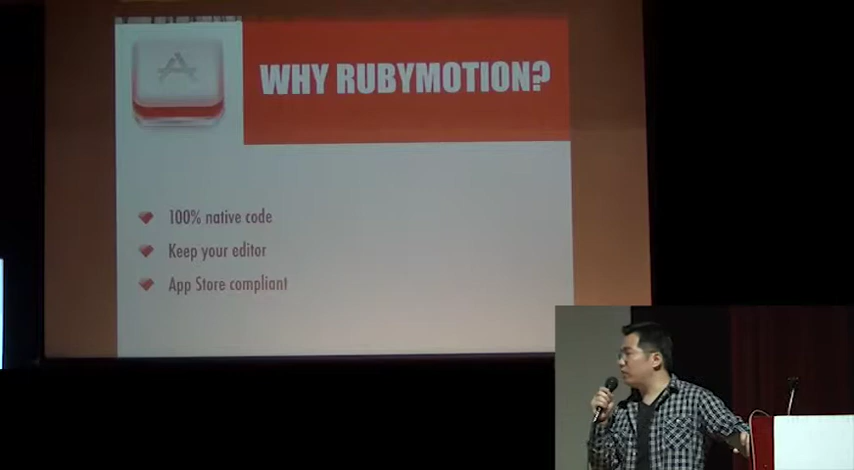 WHY RUBYMOTION?
100% native code
Keep your editor
App Store compliant